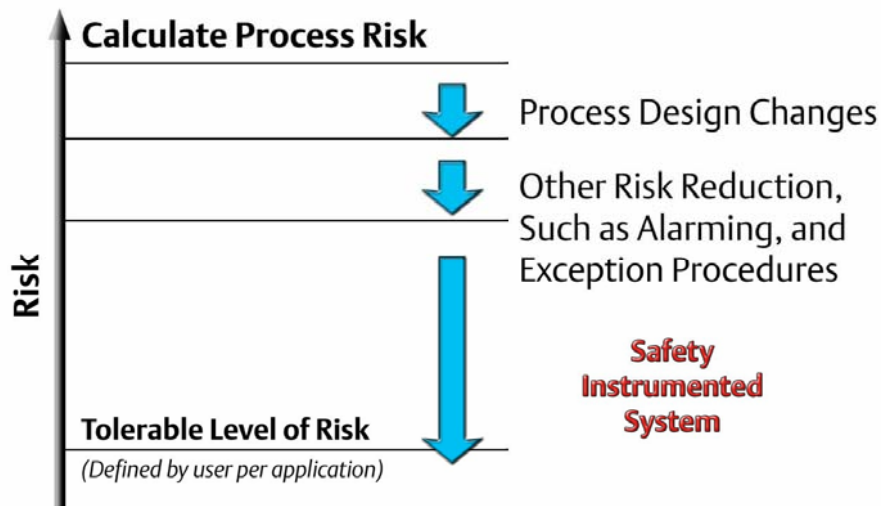 Calculate Process Risk
Process Design Changes
Other Risk Reduction,
Such as Alarming, and
Exception Procedures
Risk
Safety
Instrumented
System
Tolerable Level of Risk
(Defined by user per application)